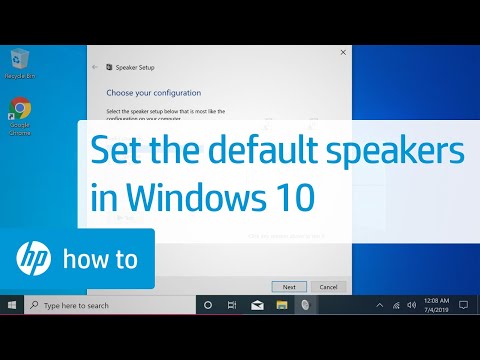 Recycle Bin
Google
Chrome
Speaker Setup
Choose your configuration
Select the speaker setup below that is most like the
configuration on your computer.
Set the default speakers
in Windows 10
hp how to
Next
Cancel
Type here to search
12:08 AM
7/4/2019